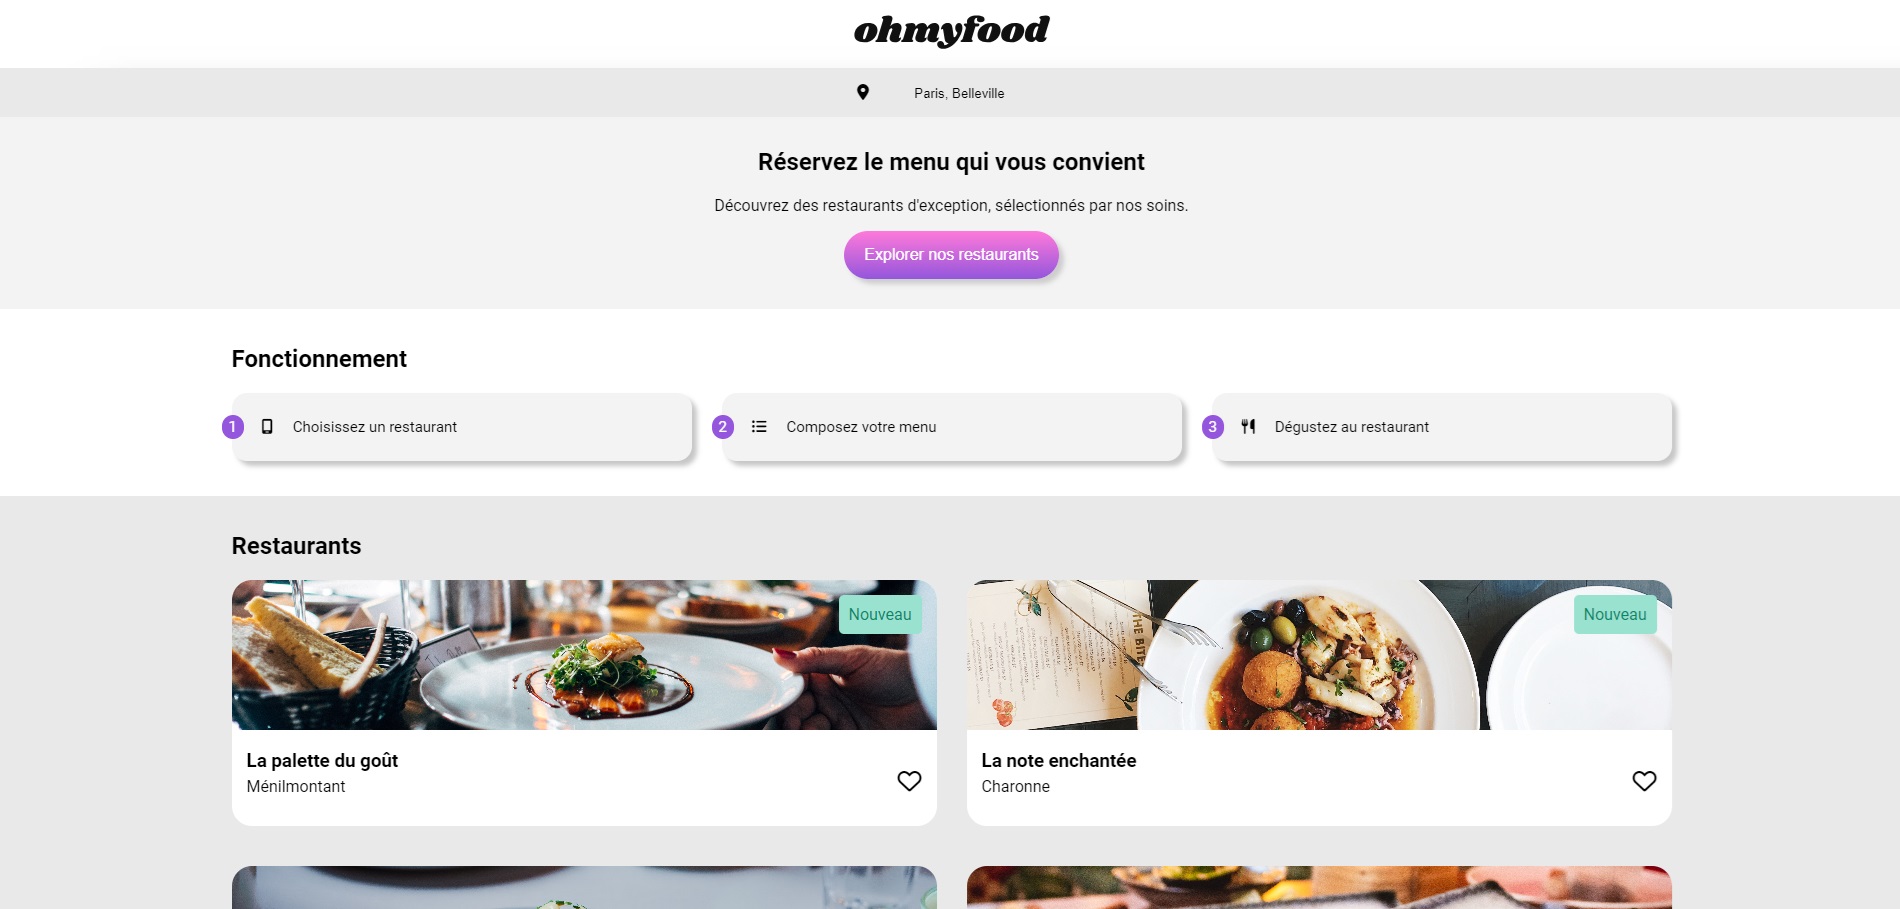 ohmyfood
Paris, Belleville
Réservez le menu qui vous convient
Découvrez des restaurants d'exception, sélectionnés par nos soins.
Explorer nos restaurants
Fonctionnement
1 Choisissez un restaurant
2 Composez votre menu
3 Dégustez au restaurant
Restaurants
Nouveau
THE BITE
Nouveau
La palette du goût
Ménilmontant
La note enchantée
Charonne